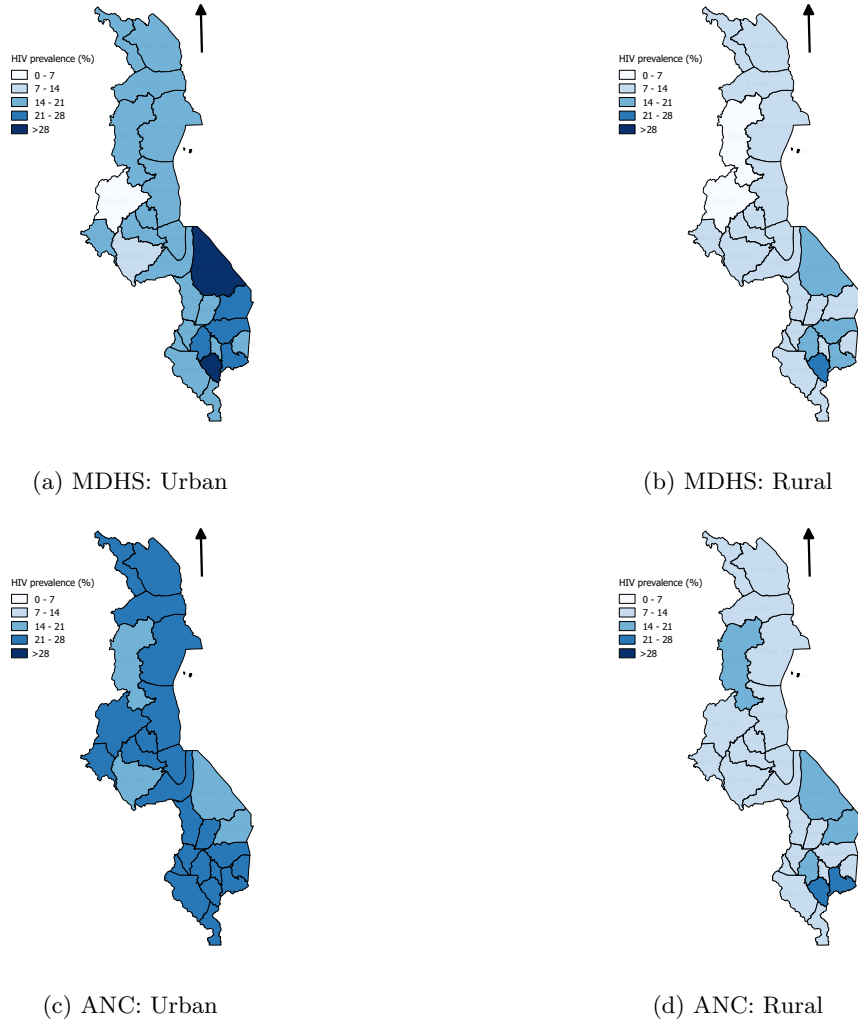 HIV prevalence (%)
0 - 7
7 - 14
14 - 21
21 - 28
>28
(a) MDHS: Urban
HIV prevalence (%)
0 - 7
7 - 14
14 - 21
21 - 28
>28
(b) MDHS: Rural
HIV prevalence (%)
0 - 7
7 - 14
14 - 21
21 - 28
>28
(c) ANC: Urban
HIV prevalence (%)
0 - 7
7 - 14
14 - 21
21 - 28
>28
(d) ANC: Rural